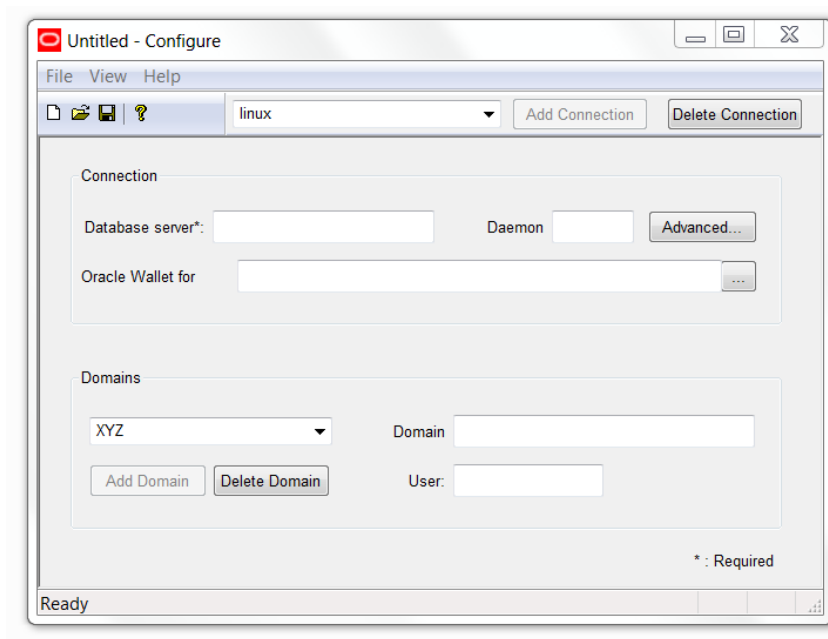 Untitled - Configure
File View Help
linux Add Connection Delete Connection
Connection
Database server*: Daemon Advanced...
Oracle Wallet for ...
Domains
XYZ Domain
Add Domain Delete Domain User:
* : Required
Ready